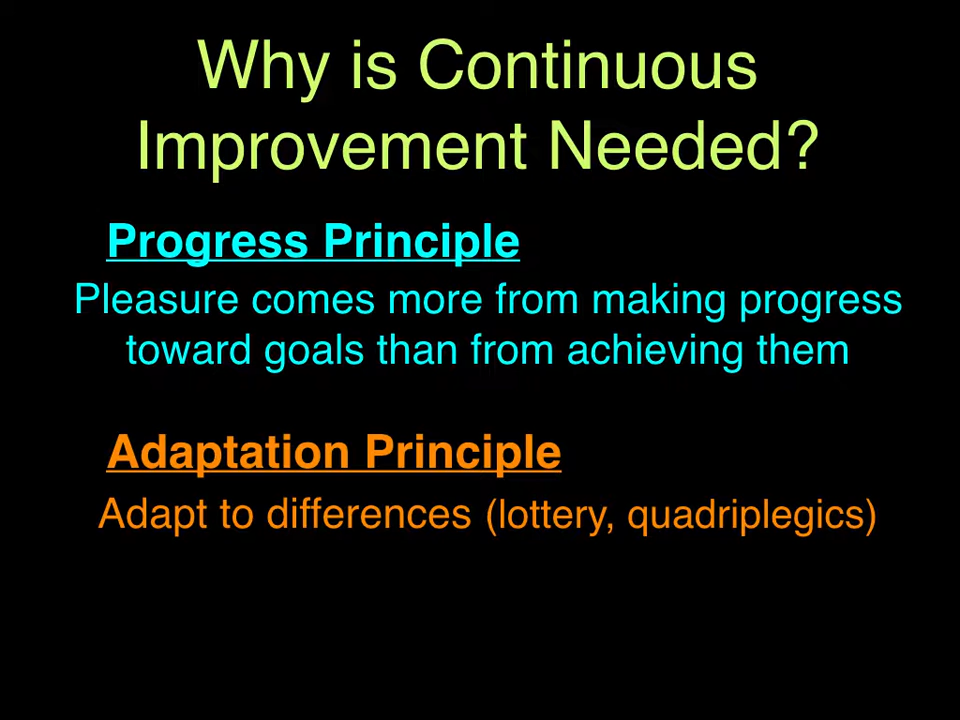 Why is Continuous
Improvement Needed?
Progress Principle
Pleasure comes more from making progress
toward goals than from achieving them
Adaptation Principle
Adapt to differences (lottery, quadriplegics)